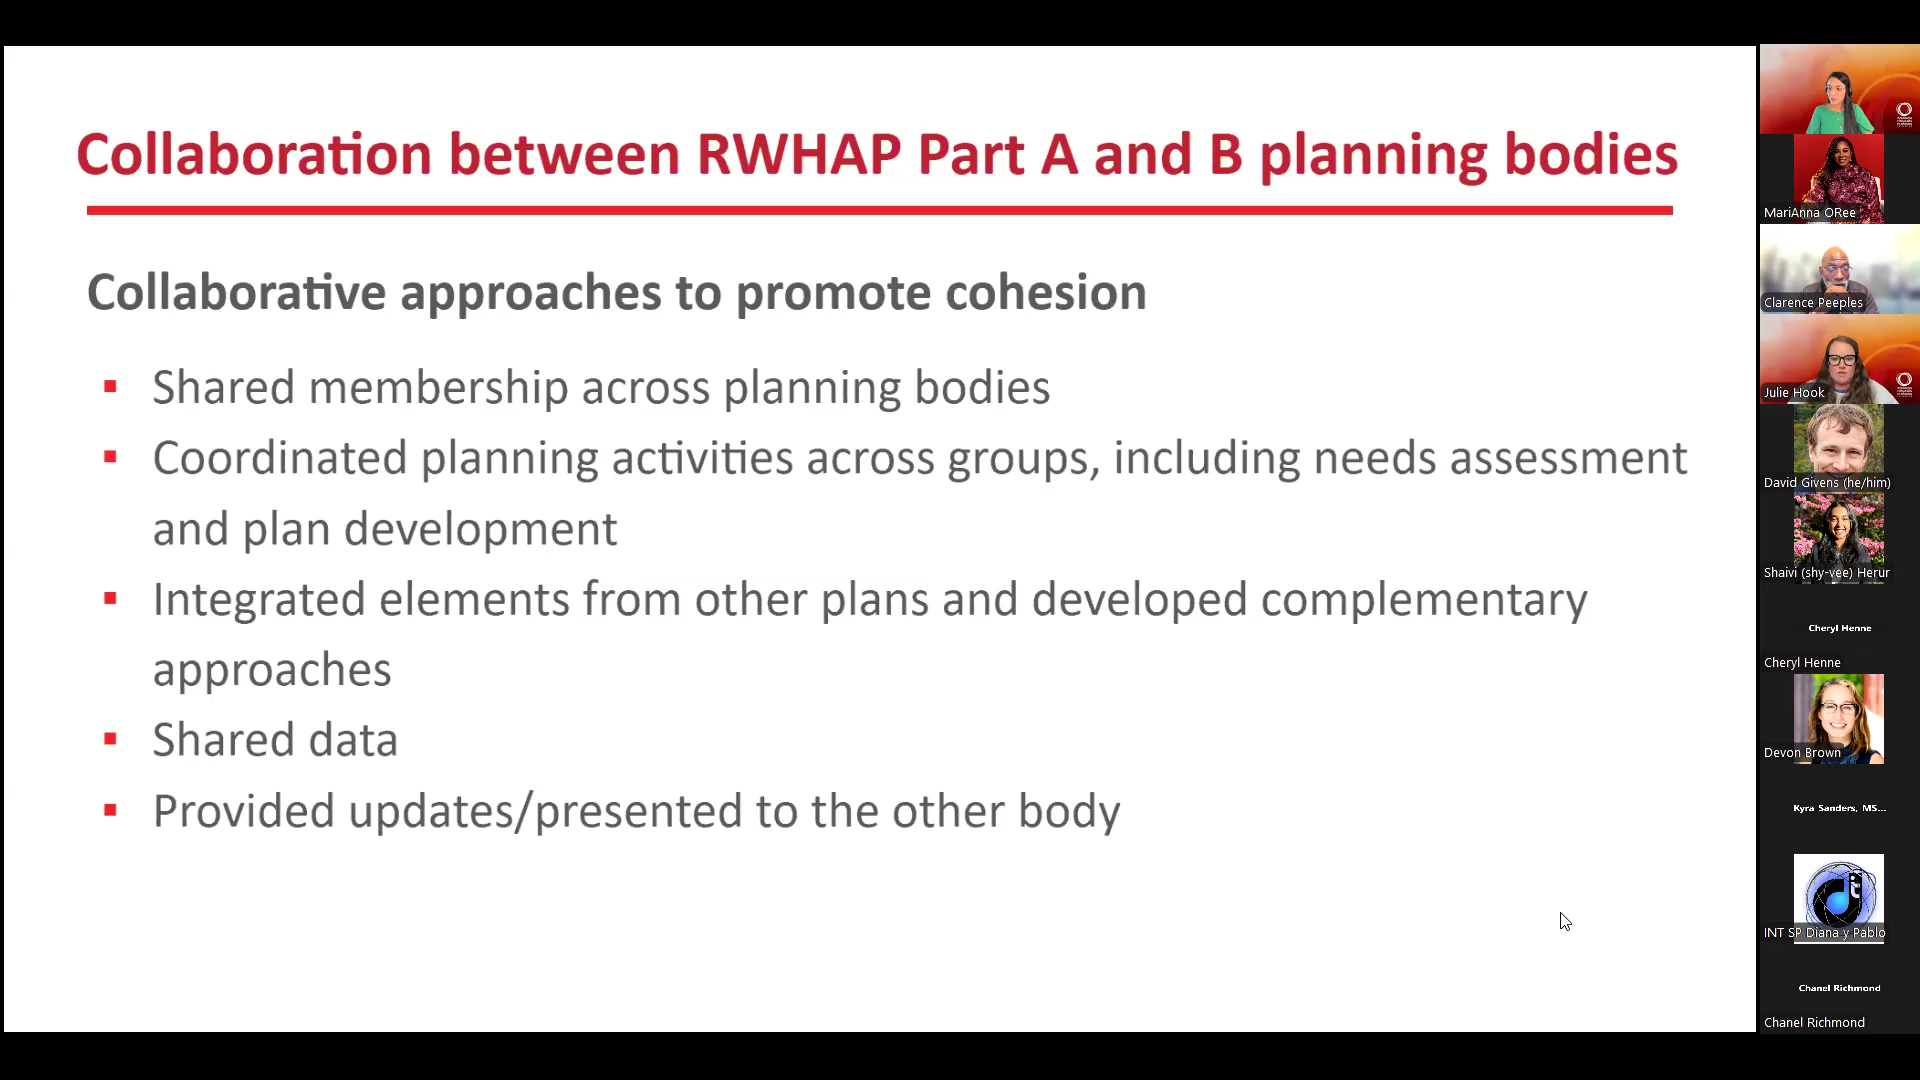 Collaboration between RWHAP Part A and B planning bodies
Collaborative approaches to promote cohesion
▪ Shared membership across planning bodies
▪ Coordinated planning activities across groups, including needs assessment
and plan development
▪ Integrated elements from other plans and developed complementary
approaches
▪ Shared data
▪ Provided updates/presented to the other body
MariAnna ORee
Clarence Peeples
Julie Hook
David Givens (he/him)
Shaivi (shy-vee) Herur
Cheryl Henne
Cheryl Henne
Devon Brown
Kyra Sanders, MS...
dit
INT SP Diana y Pablo
Chanel Richmond
Chanel Richmond